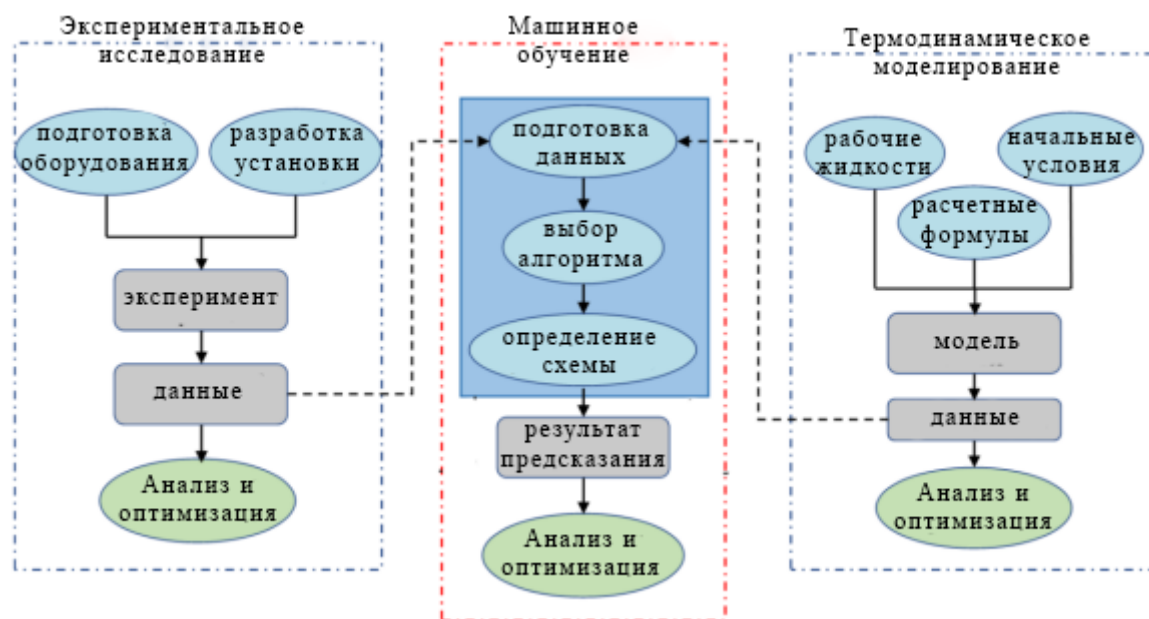 Экспериментальное
исследование
подготовка
оборудования
разработка
установки
эксперимент
данные
Анализ и
оптимизация
Машинное
обучение
подготовка
данных
выбор
алгоритма
определение
схемы
результат
предсказания
Анализ и
оптимизация
Термодинамическое
моделирование
рабочие
жидкости
начальные
условия
расчетные
формулы
модель
данные
Анализ и
оптимизация